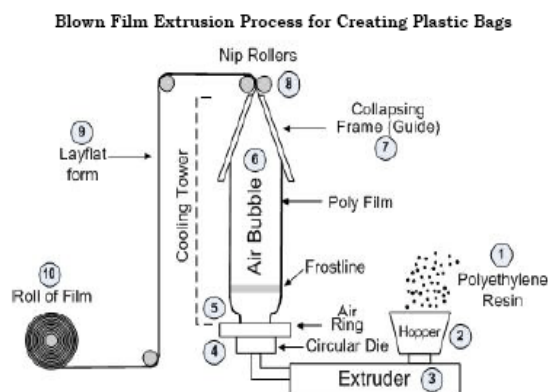 Blown Film Extrusion Process for Creating Plastic Bags
Nip Rollers
8
Collapsing
Frame (Guide)
7
9
Layflat
form
Cooling Tower
6
Air Bubble
Poly Film
Frostline
1
Polyethylene
Resin
10
Roll of Film
5
Air
Ring
Hopper
2
4
Circular Die
Extruder
3